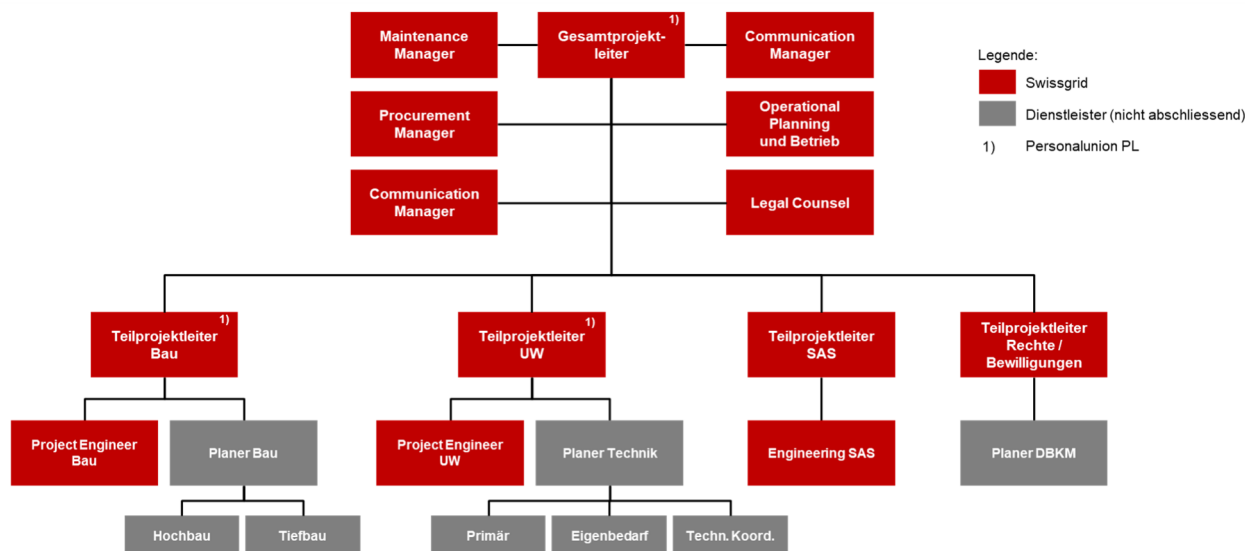 Maintenance
Manager
Gesamtprojekt-
leiter
1)
Communication
Manager
Procurement
Manager
Operational
Planning
und Betrieb
Communication
Manager
Legal Counsel
Legende:
Swissgrid
Dienstleister (nicht abschliessend)
1) Personalunion PL
Teilprojektleiter
Bau
1)
Teilprojektleiter
UW
1)
Teilprojektleiter
SAS
Teilprojektleiter
Rechte /
Bewilligungen
Project Engineer
Bau
Planer Bau
Project Engineer
UW
Planer Technik
Engineering SAS
Planer DBKM
Hochbau
Tiefbau
Primär
Eigenbedarf
Techn. Koord.